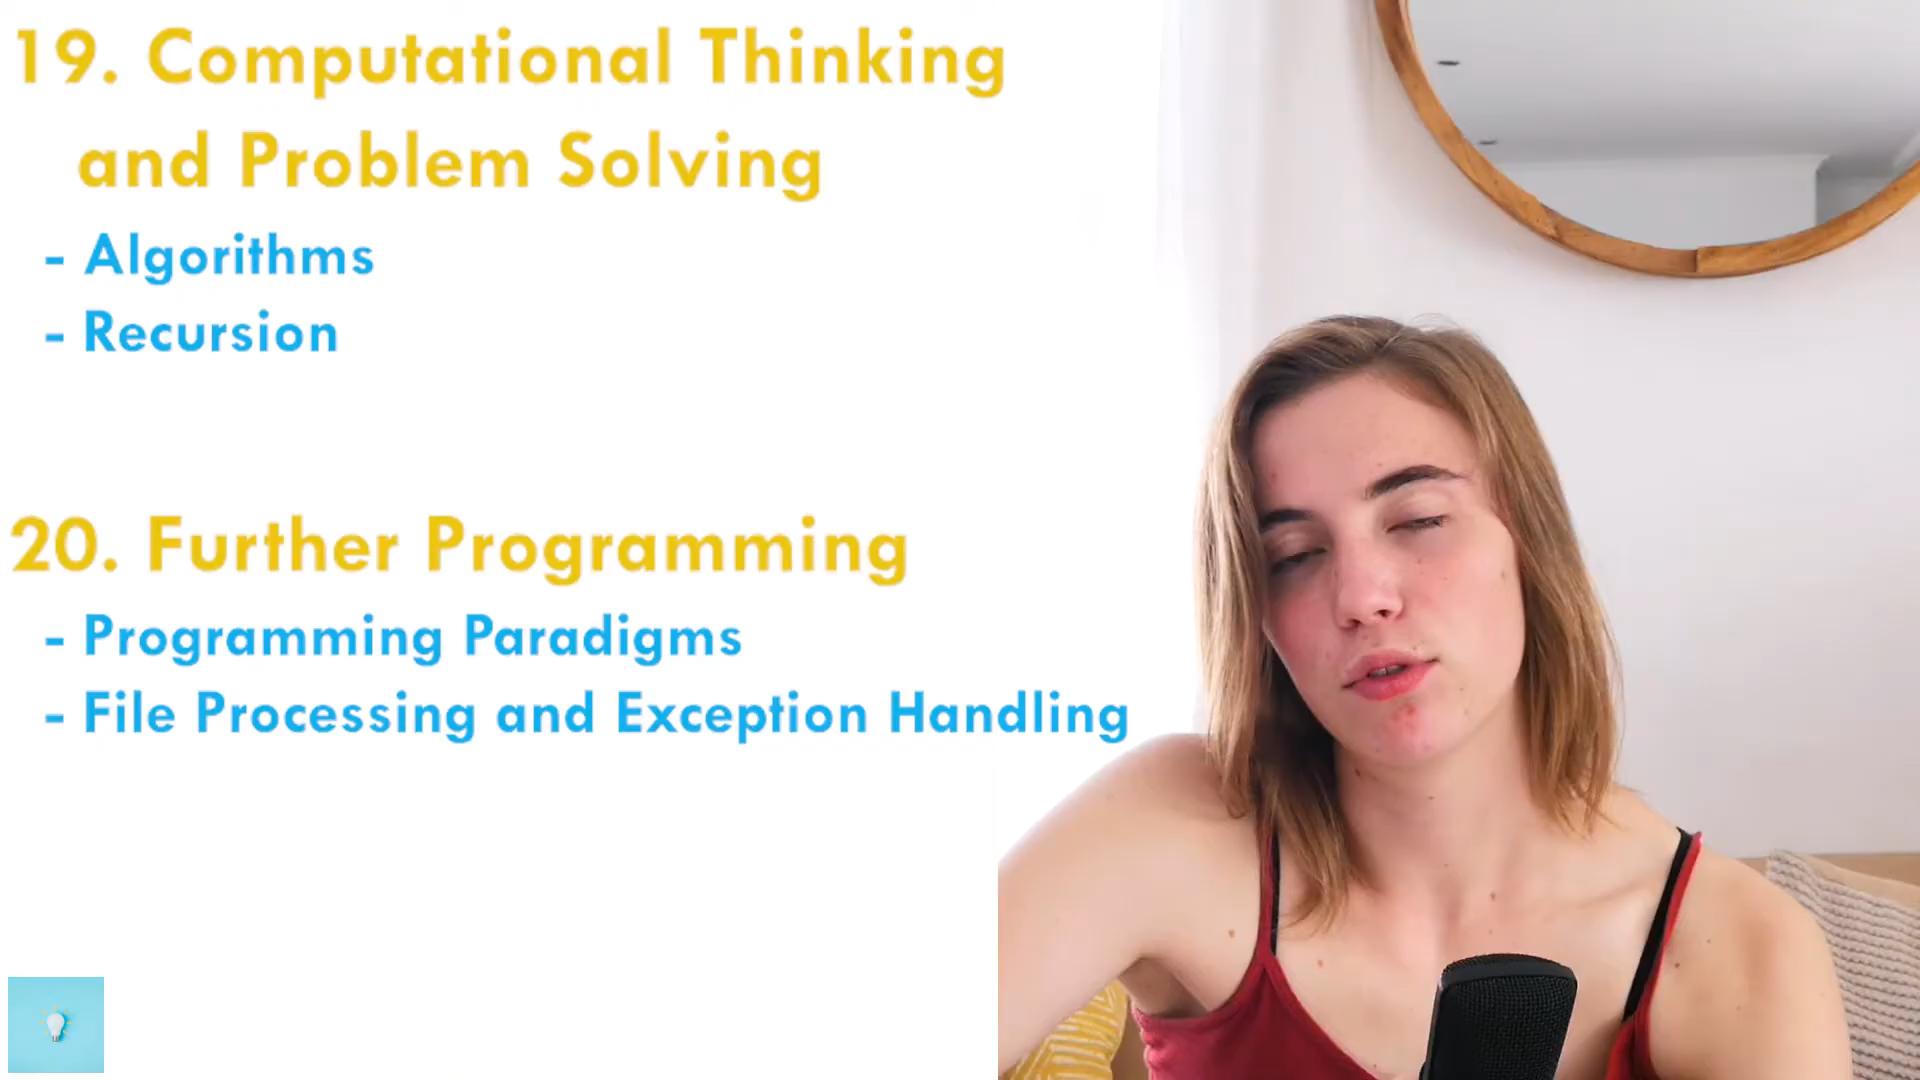 19. Computational Thinking
and Problem Solving
- Algorithms
- Recursion
20. Further Programming
- Programming Paradigms
- File Processing and Exception Handling